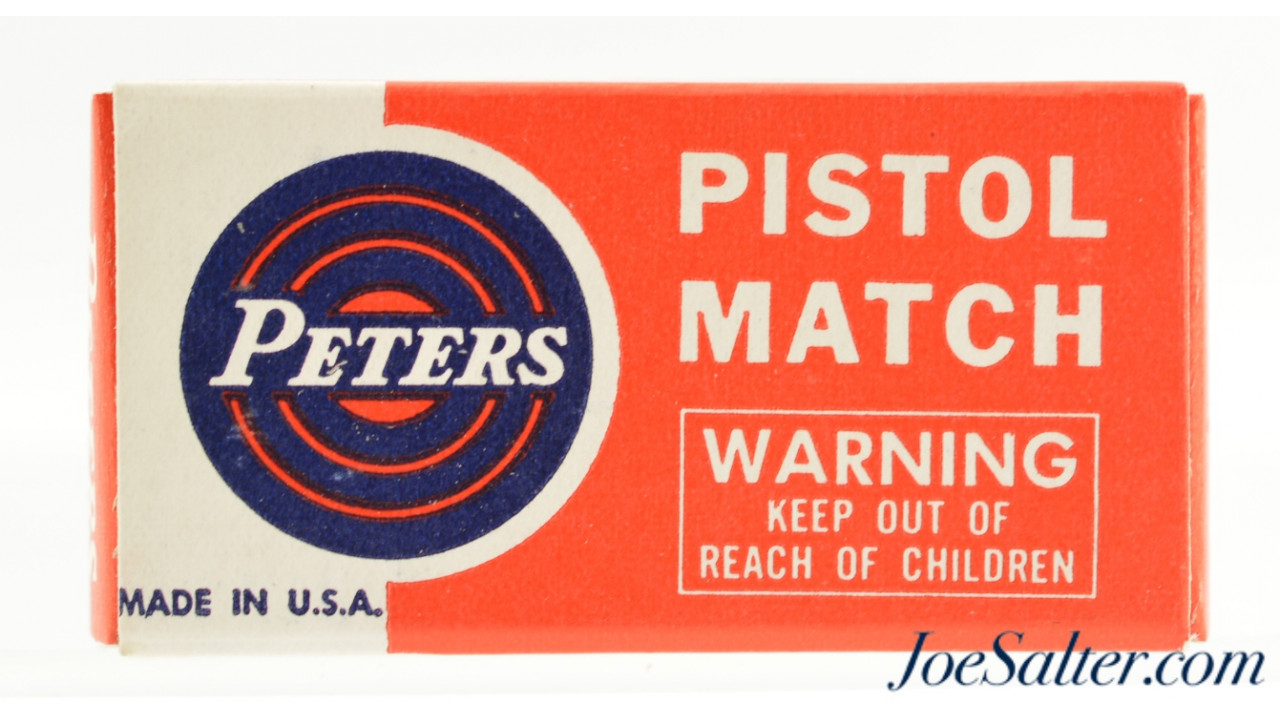 PETERS
MADE IN U.S.A.
PISTOL
MATCH
WARNING
KEEP OUT OF
REACH OF CHILDREN
JoeSalter.com